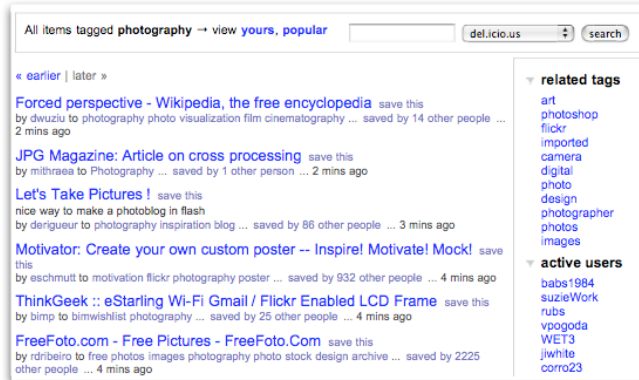 All items tagged photography → view yours, popular
del.icio.us
search
« earlier | later »
Forced perspective - Wikipedia, the free encyclopedia save this
by dwuziu to photography photo visualization film cinematography ... saved by 14 other people ...
2 mins ago
JPG Magazine: Article on cross processing save this
by mithraea to Photography ... saved by 1 other person ... 2 mins ago
Let's Take Pictures ! save this
nice way to make a photoblog in flash
by derigueur to photography inspiration blog ... saved by 86 other people ... 3 mins ago
Motivator: Create your own custom poster -- Inspire! Motivate! Mock! save
this
by eschmutt to motivation flickr photography poster ... saved by 932 other people ... 4 mins ago
ThinkGeek :: eStarling Wi-Fi Gmail / Flickr Enabled LCD Frame save this
by bimp to bimwishlist photography ... saved by 25 other people ... 4 mins ago
FreeFoto.com - Free Pictures - FreeFoto.Com save this
by rdribeiro to free photos images photography photo stock design archive ... saved by 2225
other people ... 4 mins ago
related tags
art
photoshop
flickr
imported
camera
digital
photo
design
photographer
photos
images
active users
babs1984
suzieWork
rubs
vpogoda
WET3
jiwhite
corro23